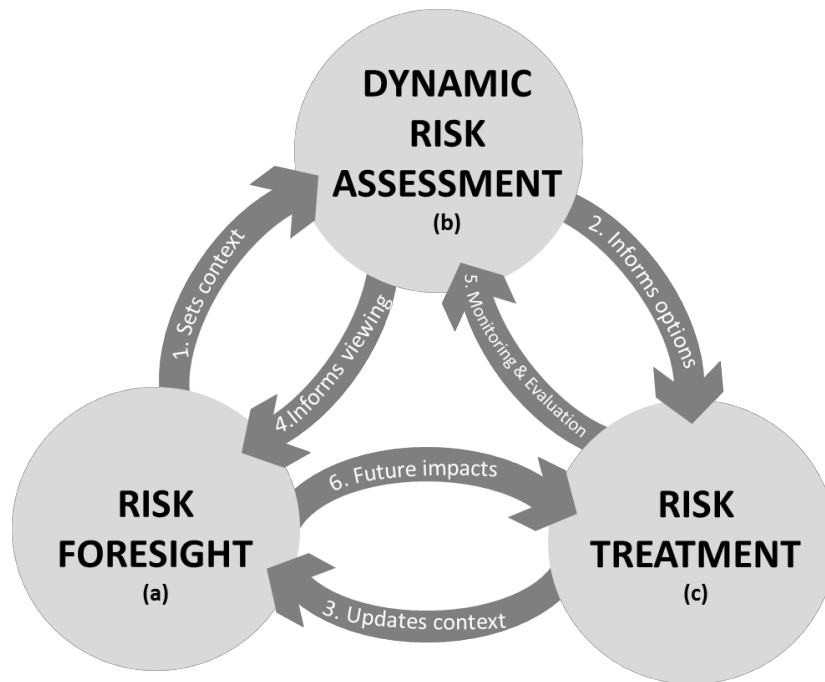 DYNAMIC
RISK
ASSESSMENT
(b)
1. Sets context
2. Informs options
4.Informs viewing
5. Monitoring & Evaluation
6. Future impacts
RISK
FORESIGHT
(a)
RISK
TREATMENT
(c)
3. Updates context